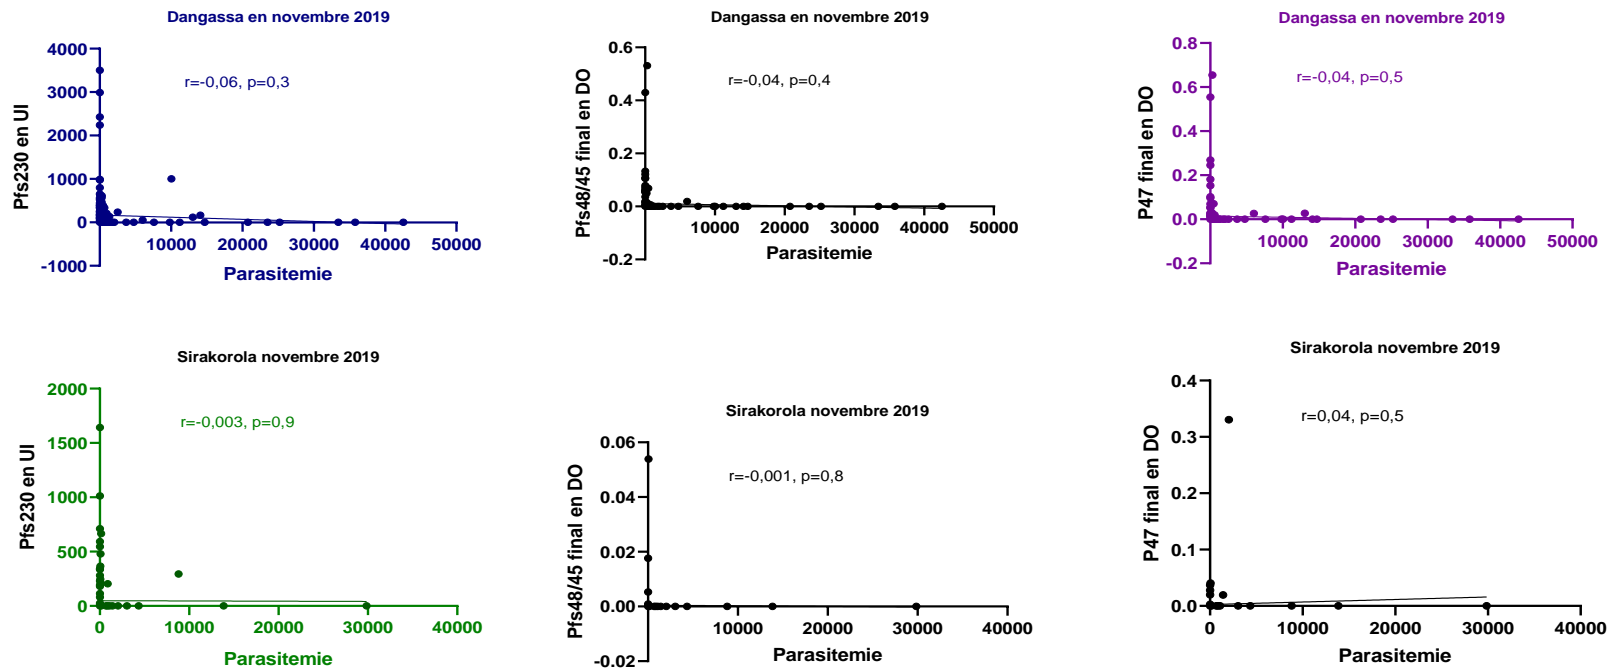 Dangassa en novembre 2019
Pfs230 en UI
4000
3000
2000
1000
0
-1000
r=-0,06, p=0,3
10000 20000 30000 40000 50000
Parasitemie
Dangassa en novembre 2019
Pfs48/45 final en DO
0.6
0.4
0.2
0.0
-0.2
r=-0,04, p=0,4
10000 20000 30000 40000 50000
Parasitemie
Dangassa en novembre 2019
P47 final en DO
0.8
0.6
0.4
0.2
0.0
-0.2
r=-0,04, p=0,5
10000 20000 30000 40000 50000
Parasitemie
Sirakorola novembre 2019
Pfs230 en UI
2000
1500
1000
500
0
r=-0,003, p=0,9
0 10000 20000 30000 40000
Parasitemie
Sirakorola novembre 2019
Pfs48/45 final en DO
0.06
0.04
0.02
0.00
-0.02
r=-0,001, p=0,8
10000 20000 30000 40000
Parasitemie
Sirakorola novembre 2019
P47 final en DO
0.4
0.3
0.2
0.1
0.0
r=0,04, p=0,5
0 10000 20000 30000 40000
Parasitemie